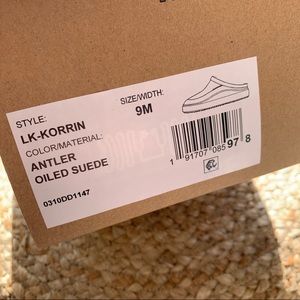 STYLE:
LK-KORRIN
SIZE/WIDTH:
9M
COLOR/MATERIAL:
ANTLER
OILED SUEDE
0310DD1147
1 91707 08597 8